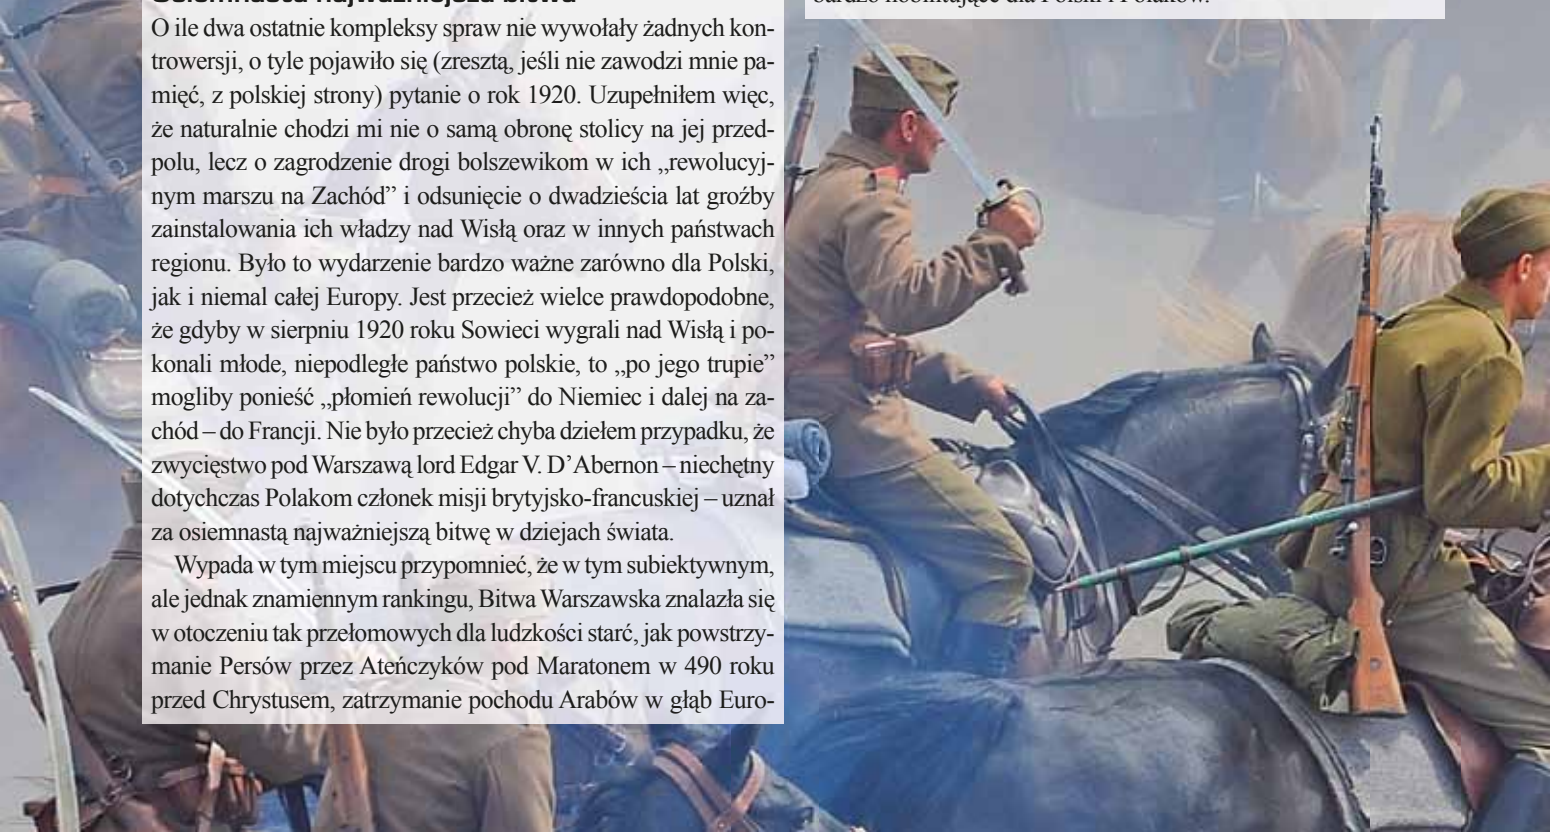 Osiemnasta najważniejsza bitwa
O ile dwa ostatnie kompleksy spraw nie wywołały żadnych kon-
trowersji, o tyle pojawiło się (zresztą, jeśli nie zawodzi mnie pa-
mięć, z polskiej strony) pytanie o rok 1920. Uzupełniłem więc,
że naturalnie chodzi mi nie o samą obronę stolicy na jej przed-
polu, lecz o zagrodzenie drogi bolszewikom w ich „rewolucyj-
nym marszu na Zachód” i odsunięcie o dwadzieścia lat groźby
zainstalowania ich władzy nad Wisłą oraz w innych państwach
regionu. Było to wydarzenie bardzo ważne zarówno dla Polski,
jak i niemal całej Europy. Jest przecież wielce prawdopodobne,
że gdyby w sierpniu 1920 roku Sowieci wygrali nad Wisłą i po-
konali młode, niepodległe państwo polskie, to „po jego trupie”
mogliby ponieść „płomień rewolucji” do Niemiec i dalej na za-
chód – do Francji. Nie było przecież chyba dziełem przypadku, że
zwycięstwo pod Warszawą lord Edgar V. D’Abernon – niechętny
dotychczas Polakom członek misji brytyjsko-francuskiej – uznał
za osiemnastą najważniejszą bitwę w dziejach świata.
Wypada w tym miejscu przypomnieć, że w tym subiektywnym,
ale jednak znamiennym rankingu, Bitwa Warszawska znalazła się
w otoczeniu tak przełomowych dla ludzkości starć, jak powstrzy-
manie Persów przez Ateńczyków pod Maratonem w 490 roku
przed Chrystusem, zatrzymanie pochodu Arabów w głąb Euro-
bardzo nobilitujące dla Polski i Polaków.